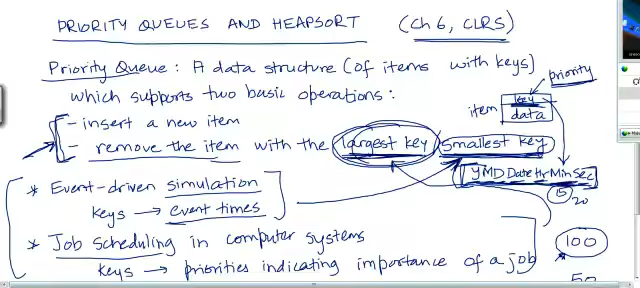 PRIORITY QUEUES AND HEAPSORT (Ch 6, CLRS)
Priority Queue: A data structure (of items with keys)
which supports two basic operations:
priority
item key
data
- insert a new item
- remove the item with the largest key smallest key
YMD Date Hr Min Sec
15 20
* Event-driven simulation
keys → event times
* Job scheduling in computer systems
100
keys → priorities indicating importance of a job
50